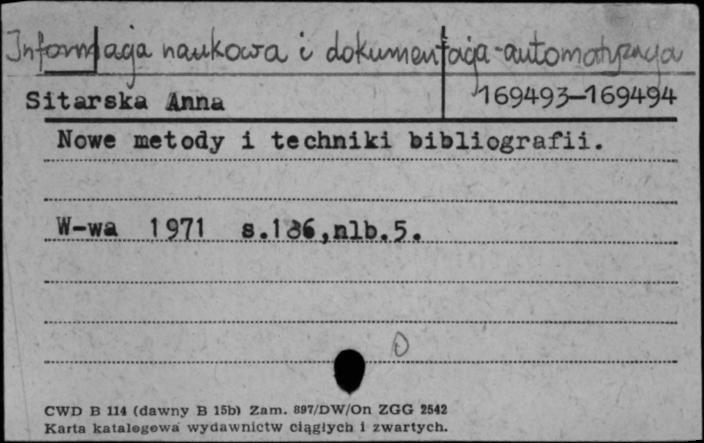 Informacja naukowa i dokumentacja-automatyzacja
Sitarska Anna 169493-169494
Nowe metody i techniki bibliografii.
W-wa 1971 s.186,nlb.5.
CWD B 114 (dawny B 15b) Zam. 897/DW/On ZGG 2542
Karta katalogowa wydawnictw ciągłych i zwartych.